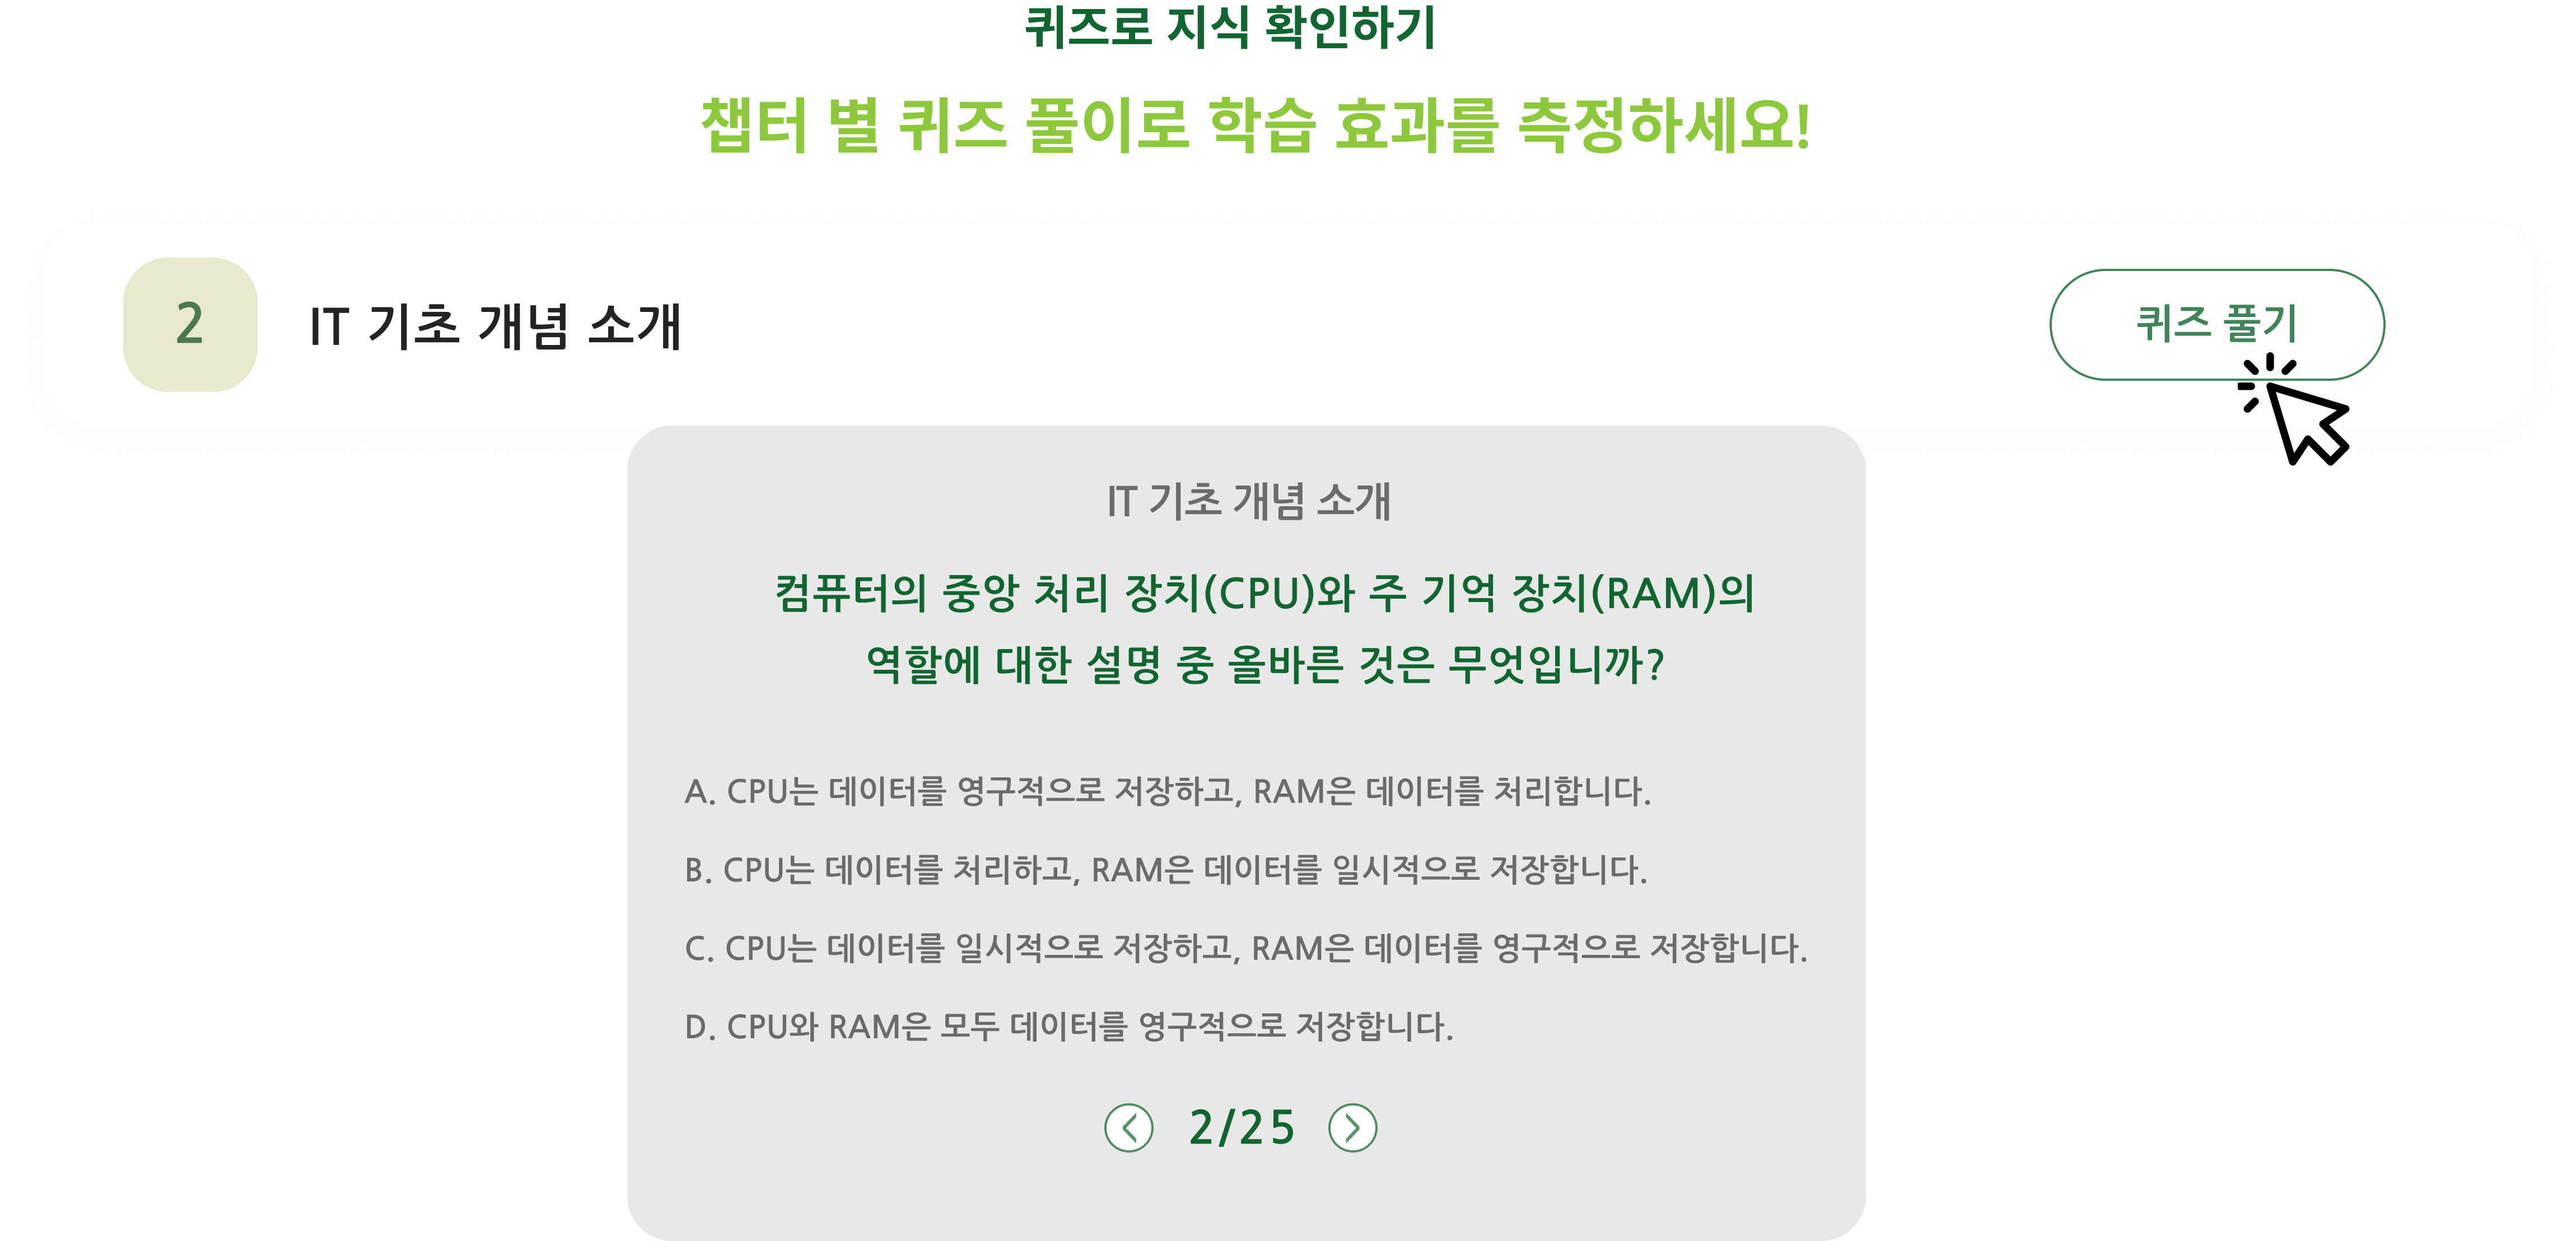 퀴즈로 지식 확인하기
챕터 별 퀴즈 풀이로 학습 효과를 측정하세요!
2
IT 기초 개념 소개
퀴즈 풀기
IT 기초 개념 소개
컴퓨터의 중앙 처리 장치(CPU)와 주 기억 장치(RAM)의
역할에 대한 설명 중 올바른 것은 무엇입니까?
A. CPU는 데이터를 영구적으로 저장하고, RAM은 데이터를 처리합니다.
B. CPU는 데이터를 처리하고, RAM은 데이터를 일시적으로 저장합니다.
C. CPU는 데이터를 일시적으로 저장하고, RAM은 데이터를 영구적으로 저장합니다.
D. CPU와 RAM은 모두 데이터를 영구적으로 저장합니다.
2/25